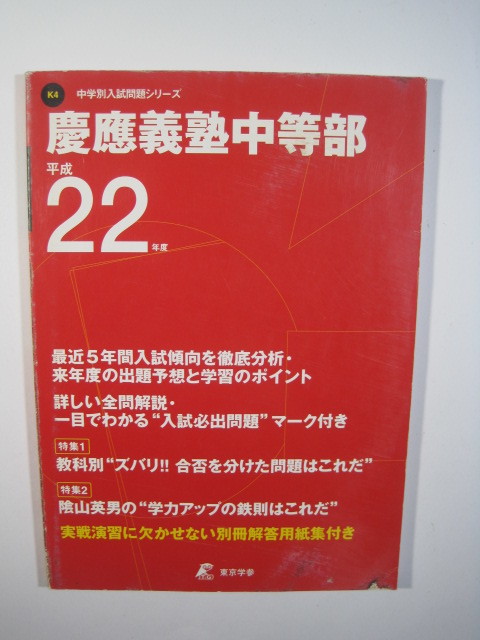 K4
中学別入試問題シリーズ
慶應義塾中等部
平成
22年度
最近5年間入試傾向を徹底分析・
来年度の出題予想と学習のポイント
詳しい全問解説・
一目でわかる“入試必出問題”マーク付き
特集1
教科別“ズバリ!! 合否を分けた問題はこれだ”
特集2
陰山英男の“学力アップの鉄則はこれだ”
実戦演習に欠かせない別冊解答用紙集付き
東京学参